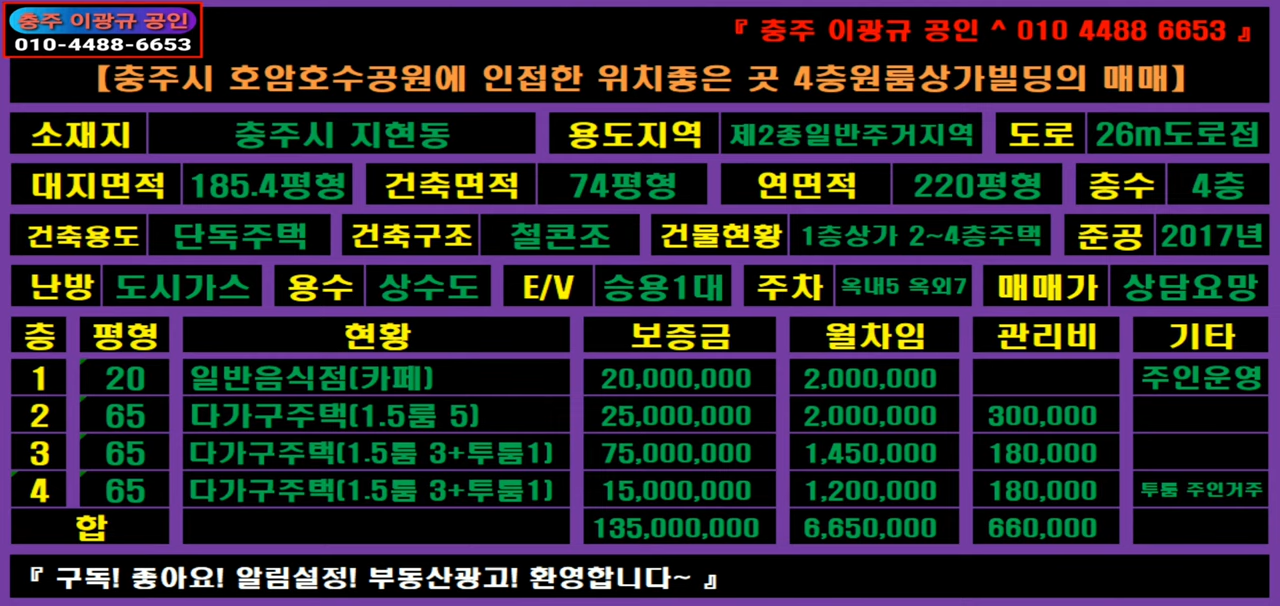 충주 이광규 공인
010-4488-6653
『 충주 이광규 공인 ^ 010 4488 6653 』
【충주시 호암호수공원에 인접한 위치좋은 곳 4층원룸상가빌딩의 매매】
소재지 충주시 지현동 용도지역 제2종일반주거지역 도로 26m도로접
대지면적 185.4평형 건축면적 74평형 연면적 220평형 층수 4층
건축용도 단독주택 건축구조 철콘조 건물현황 1층상가 2~4층주택 준공 2017년
난방 도시가스 용수 상수도 E/V 승용1대 주차 옥내5 옥외7 매매가 상담요망
층 평형 현황 보증금 월차임 관리비 기타
1 20 일반음식점(카페) 20,000,000 2,000,000 주인운영
2 65 다가구주택(1.5룸 5) 25,000,000 2,000,000 300,000
3 65 다가구주택(1.5룸 3+투룸1) 75,000,000 1,450,000 180,000
4 65 다가구주택(1.5룸 3+투룸1) 15,000,000 1,200,000 180,000 투룸 주인거주
합 135,000,000 6,650,000 660,000
『 구독! 좋아요! 알림설정! 부동산광고! 환영합니다~ 』